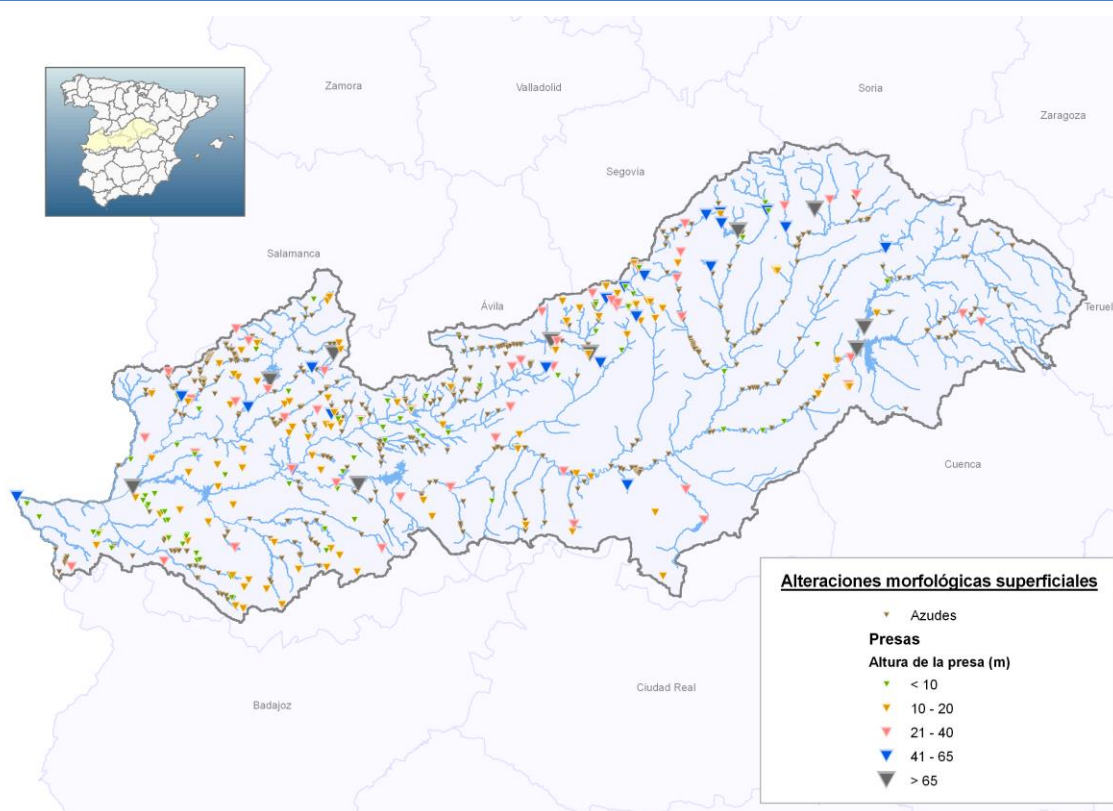 Zamora
Valladolid
Soria
Zaragoza
Segovia
Salamanca
Ávila
Teruel
Cuenca
Badajoz
Ciudad Real
Alteraciones morfológicas superficiales
Azudes
Presas
Altura de la presa (m)
< 10
10 - 20
21 - 40
41 - 65
> 65